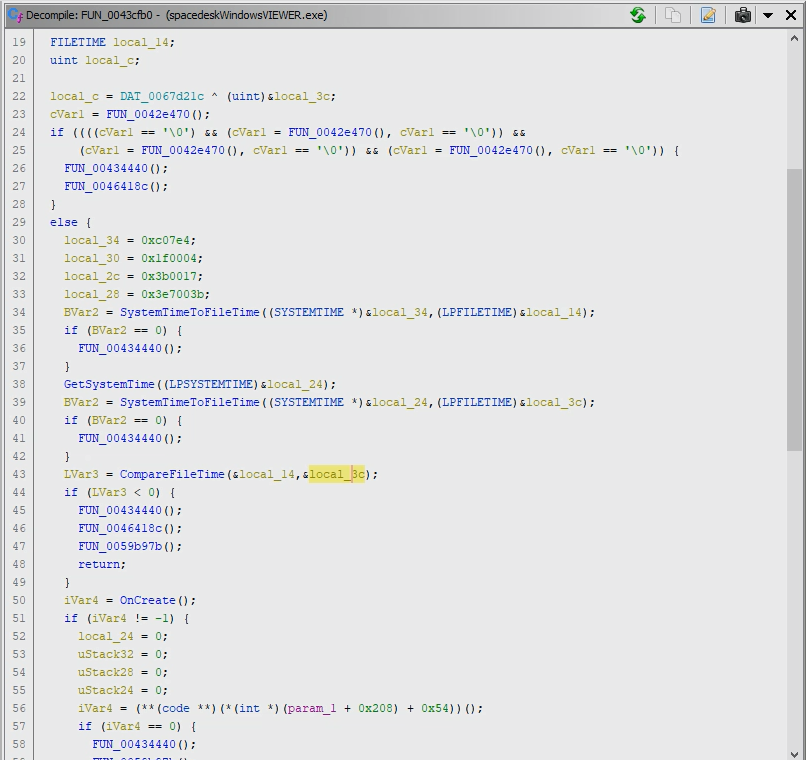 Decompile: FUN_0043cfb0 - (spacedeskWindowsVIEWER.exe)
19 FILETIME local_14;
20 uint local_c;
21
22 local_c = DAT_0067d21c ^ (uint)&local_3c;
23 cVar1 = FUN_0042e470();
24 if ((((cVar1 == '\0') && (cVar1 = FUN_0042e470(), cVar1 == '\0')) &&
25 (cVar1 = FUN_0042e470(), cVar1 == '\0')) && (cVar1 = FUN_0042e470(), cVar1 == '\0')) {
26 FUN_00434440();
27 FUN_0046418c();
28 }
29 else {
30 local_34 = 0xc07e4;
31 local_30 = 0x1f0004;
32 local_2c = 0x3b0017;
33 local_28 = 0x3e7003b;
34 BVar2 = SystemTimeToFileTime((SYSTEMTIME *)&local_34,(LPFILETIME)&local_14);
35 if (BVar2 == 0) {
36 FUN_00434440();
37 }
38 GetSystemTime((LPSYSTEMTIME)&local_24);
39 BVar2 = SystemTimeToFileTime((SYSTEMTIME *)&local_24,(LPFILETIME)&local_3c);
40 if (BVar2 == 0) {
41 FUN_00434440();
42 }
43 LVar3 = CompareFileTime(&local_14,&local_3c);
44 if (LVar3 < 0) {
45 FUN_00434440();
46 FUN_0046418c();
47 FUN_0059b97b();
48 return;
49 }
50 iVar4 = OnCreate();
51 if (iVar4 != -1) {
52 local_24 = 0;
53 uStack32 = 0;
54 uStack28 = 0;
55 uStack24 = 0;
56 iVar4 = (**(code **)(*(int *)(param_1 + 0x208) + 0x54))();
57 if (iVar4 == 0) {
58 FUN_00434440();